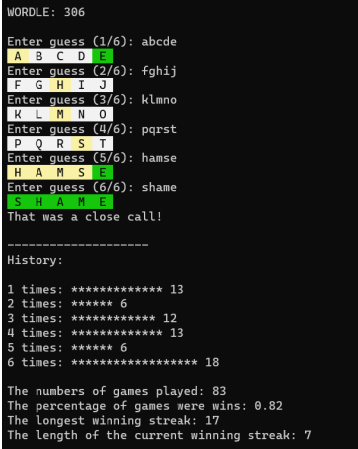 WORDLE: 306
Enter guess (1/6): abcde
A B C D E
Enter guess (2/6): fghij
F G H I J
Enter guess (3/6): klmno
K L M N O
Enter guess (4/6): pqrst
P Q R S T
Enter guess (5/6): hamse
H A M S E
Enter guess (6/6): shame
S H A M E
That was a close call!
--------------------
History:
1 times: ************* 13
2 times: ****** 6
3 times: ************ 12
4 times: ************* 13
5 times: ****** 6
6 times: ****************** 18
The numbers of games played: 83
The percentage of games were wins: 0.82
The longest winning streak: 17
The length of the current winning streak: 7